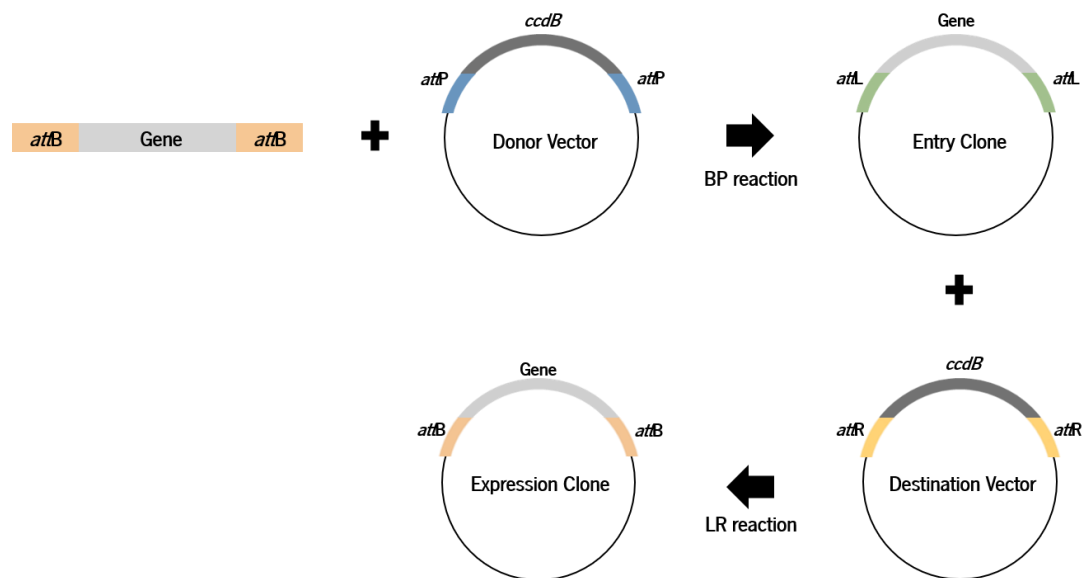 ccdB
Gene
attP
attP
attL
attL
attB
Gene
attB
Donor Vector
Entry Clone
BP reaction
Gene
ccdB
attB
attB
attR
attR
Expression Clone
Destination Vector
LR reaction